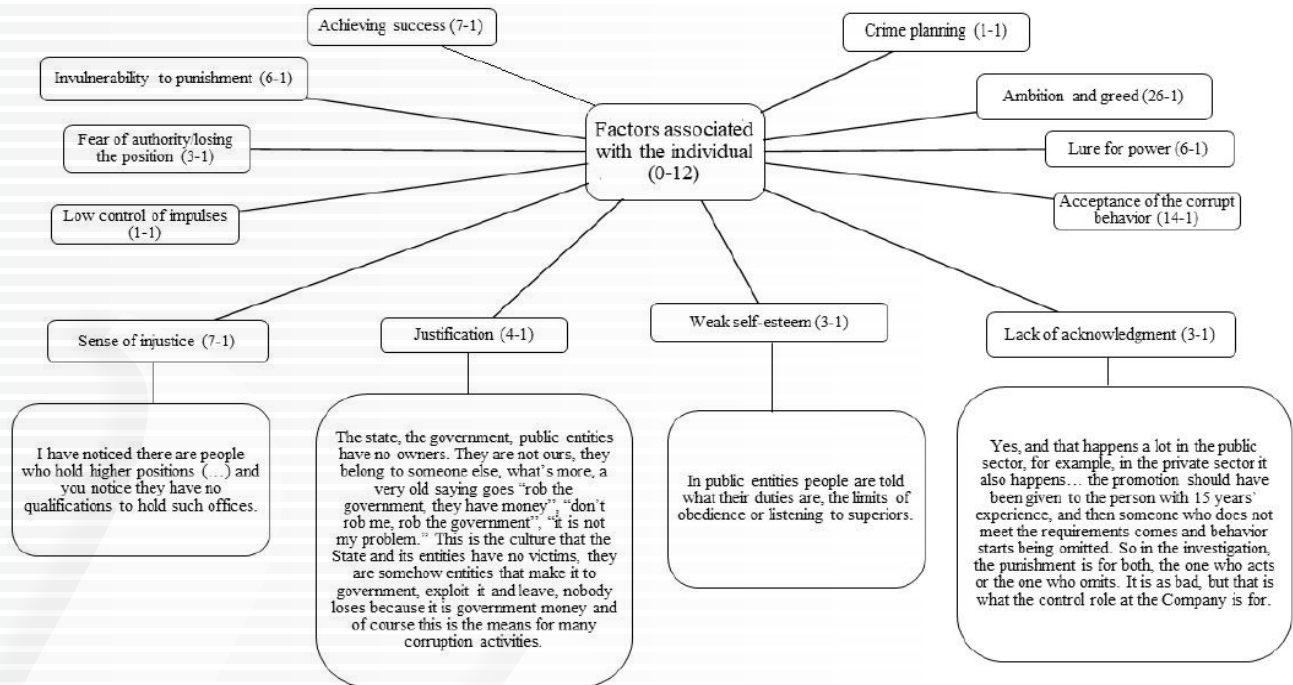 Achieving success (7-1)
Crime planning (1-1)
Invulnerability to punishment (6-1)
Ambition and greed (26-1)
Factors associated
with the individual
(0-12)
Fear of authority/losing
the position (3-1)
Lure for power (6-1)
Low control of impulses
(1-1)
Acceptance of the corrupt
behavior (14-1)
Sense of injustice (7-1)
Justification (4-1)
Weak self-esteem (3-1)
Lack of acknowledgment (3-1)
I have noticed there are people
who hold higher positions (...) and
you notice they have no
qualifications to hold such offices.
The state, the government, public entities
have no owners. They are not ours, they
belong to someone else, what's more, a
very old saying goes “rob the
government, they have money”, “don't
rob me, rob the government”, “it is not
my problem.” This is the culture that the
State and its entities have no victims, they
are somehow entities that make it to
government, exploit it and leave, nobody
loses because it is government money and
of course this is the means for many
corruption activities.
In public entities people are told
what their duties are, the limits of
obedience or listening to superiors.
Yes, and that happens a lot in the public
sector, for example, in the private sector it
also happens... the promotion should have
been given to the person with 15 years'
experience, and then someone who does not
meet the requirements comes and behavior
starts being omitted. So in the investigation,
the punishment is for both, the one who acts
or the one who omits. It is as bad, but that is
what the control role at the Company is for.